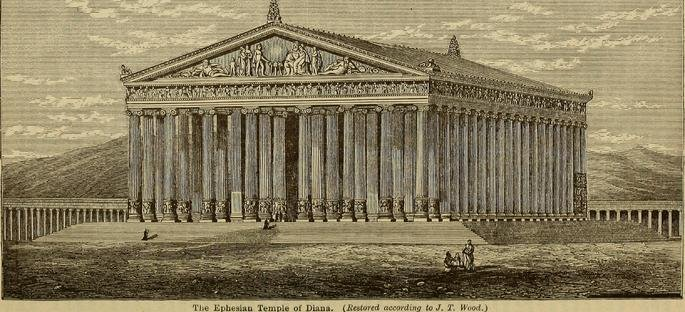 The Ephesian Temple of Diana. (Restored according to J. T. Wood.)